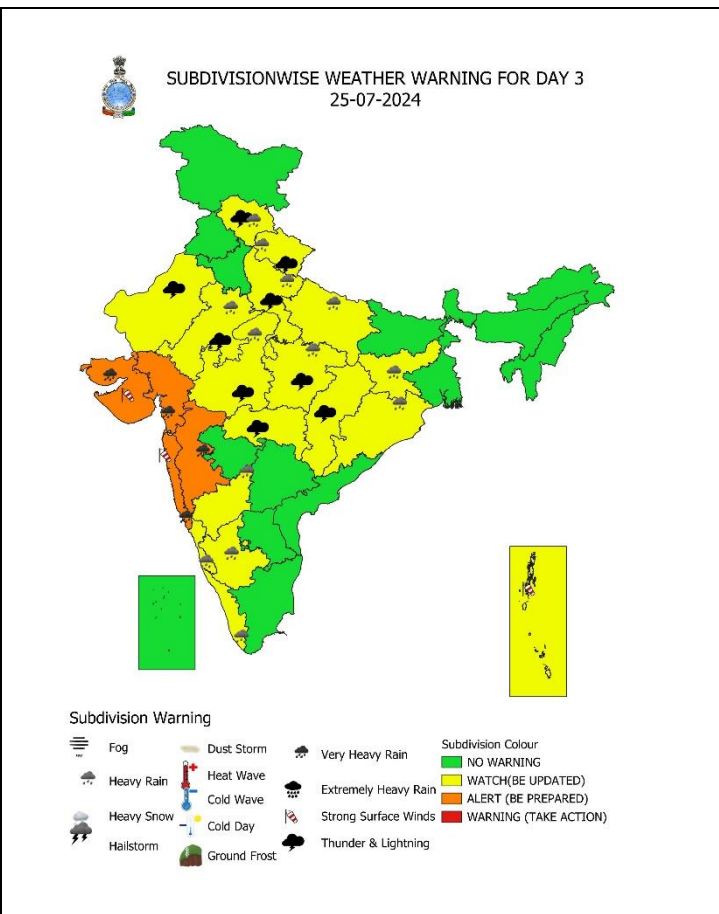 SUBDIVISIONWISE WEATHER WARNING FOR DAY 3
25-07-2024
Subdivision Warning
Fog
Heavy Rain
Heavy Snow
Hailstorm
Dust Storm
Heat Wave
Cold Wave
Cold Day
Ground Frost
Very Heavy Rain
Extremely Heavy Rain
Strong Surface Winds
Thunder & Lightning
Subdivision Colour
NO WARNING
WATCH(BE UPDATED)
ALERT (BE PREPARED)
WARNING (TAKE ACTION)